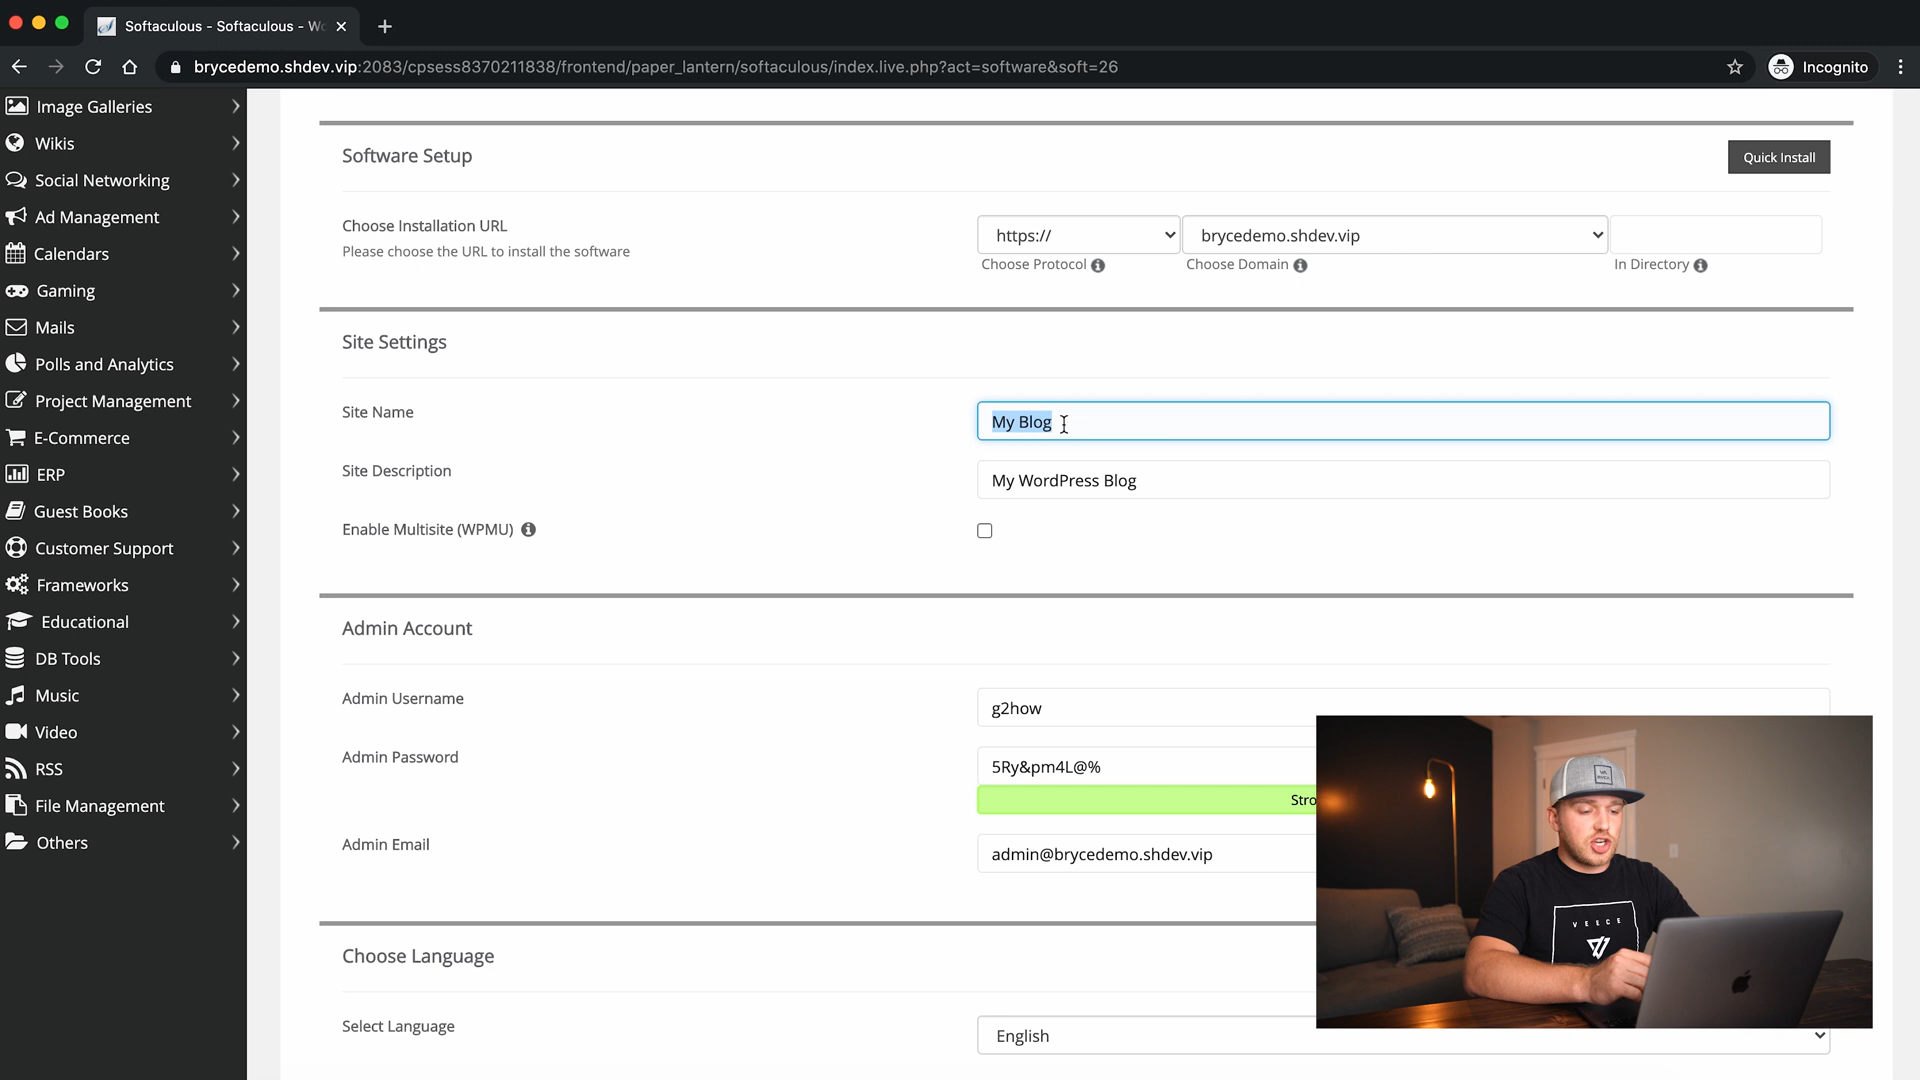 Softaculous - Softaculous - Wo
brycedemo.shdev.vip:2083/cpsess8370211838/frontend/paper_lantern/softaculous/index.live.php?act=software&soft=26
Incognito
Image Galleries
Wikis
Social Networking
Ad Management
Calendars
Gaming
Mails
Polls and Analytics
Project Management
E-Commerce
ERP
Guest Books
Customer Support
Frameworks
Educational
DB Tools
Music
Video
RSS
File Management
Others
Software Setup
Quick Install
Choose Installation URL
Please choose the URL to install the software
https://
brycedemo.shdev.vip
Choose Protocol
Choose Domain
In Directory
Site Settings
Site Name
My Blog
Site Description
My WordPress Blog
Enable Multisite (WPMU)
Admin Account
Admin Username
g2how
Admin Password
5Ry&pm4L@%
Stro
Admin Email
admin@brycedemo.shdev.vip
Choose Language
Select Language
English
VEECE